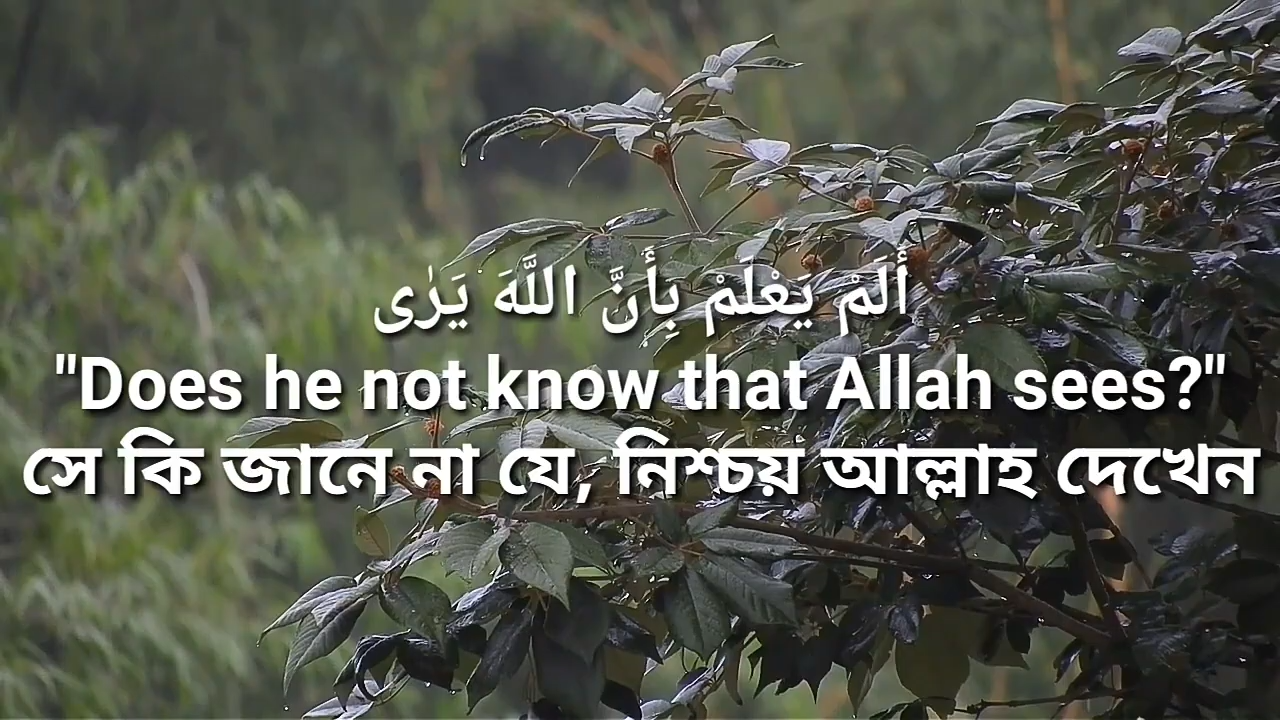 أَلَمْ يَعْلَمْ بِأَنَّ اللَّهَ يَرٰى
"Does he not know that Allah sees?"
সে কি জানে না যে, নিশ্চয় আল্লাহ দেখেন